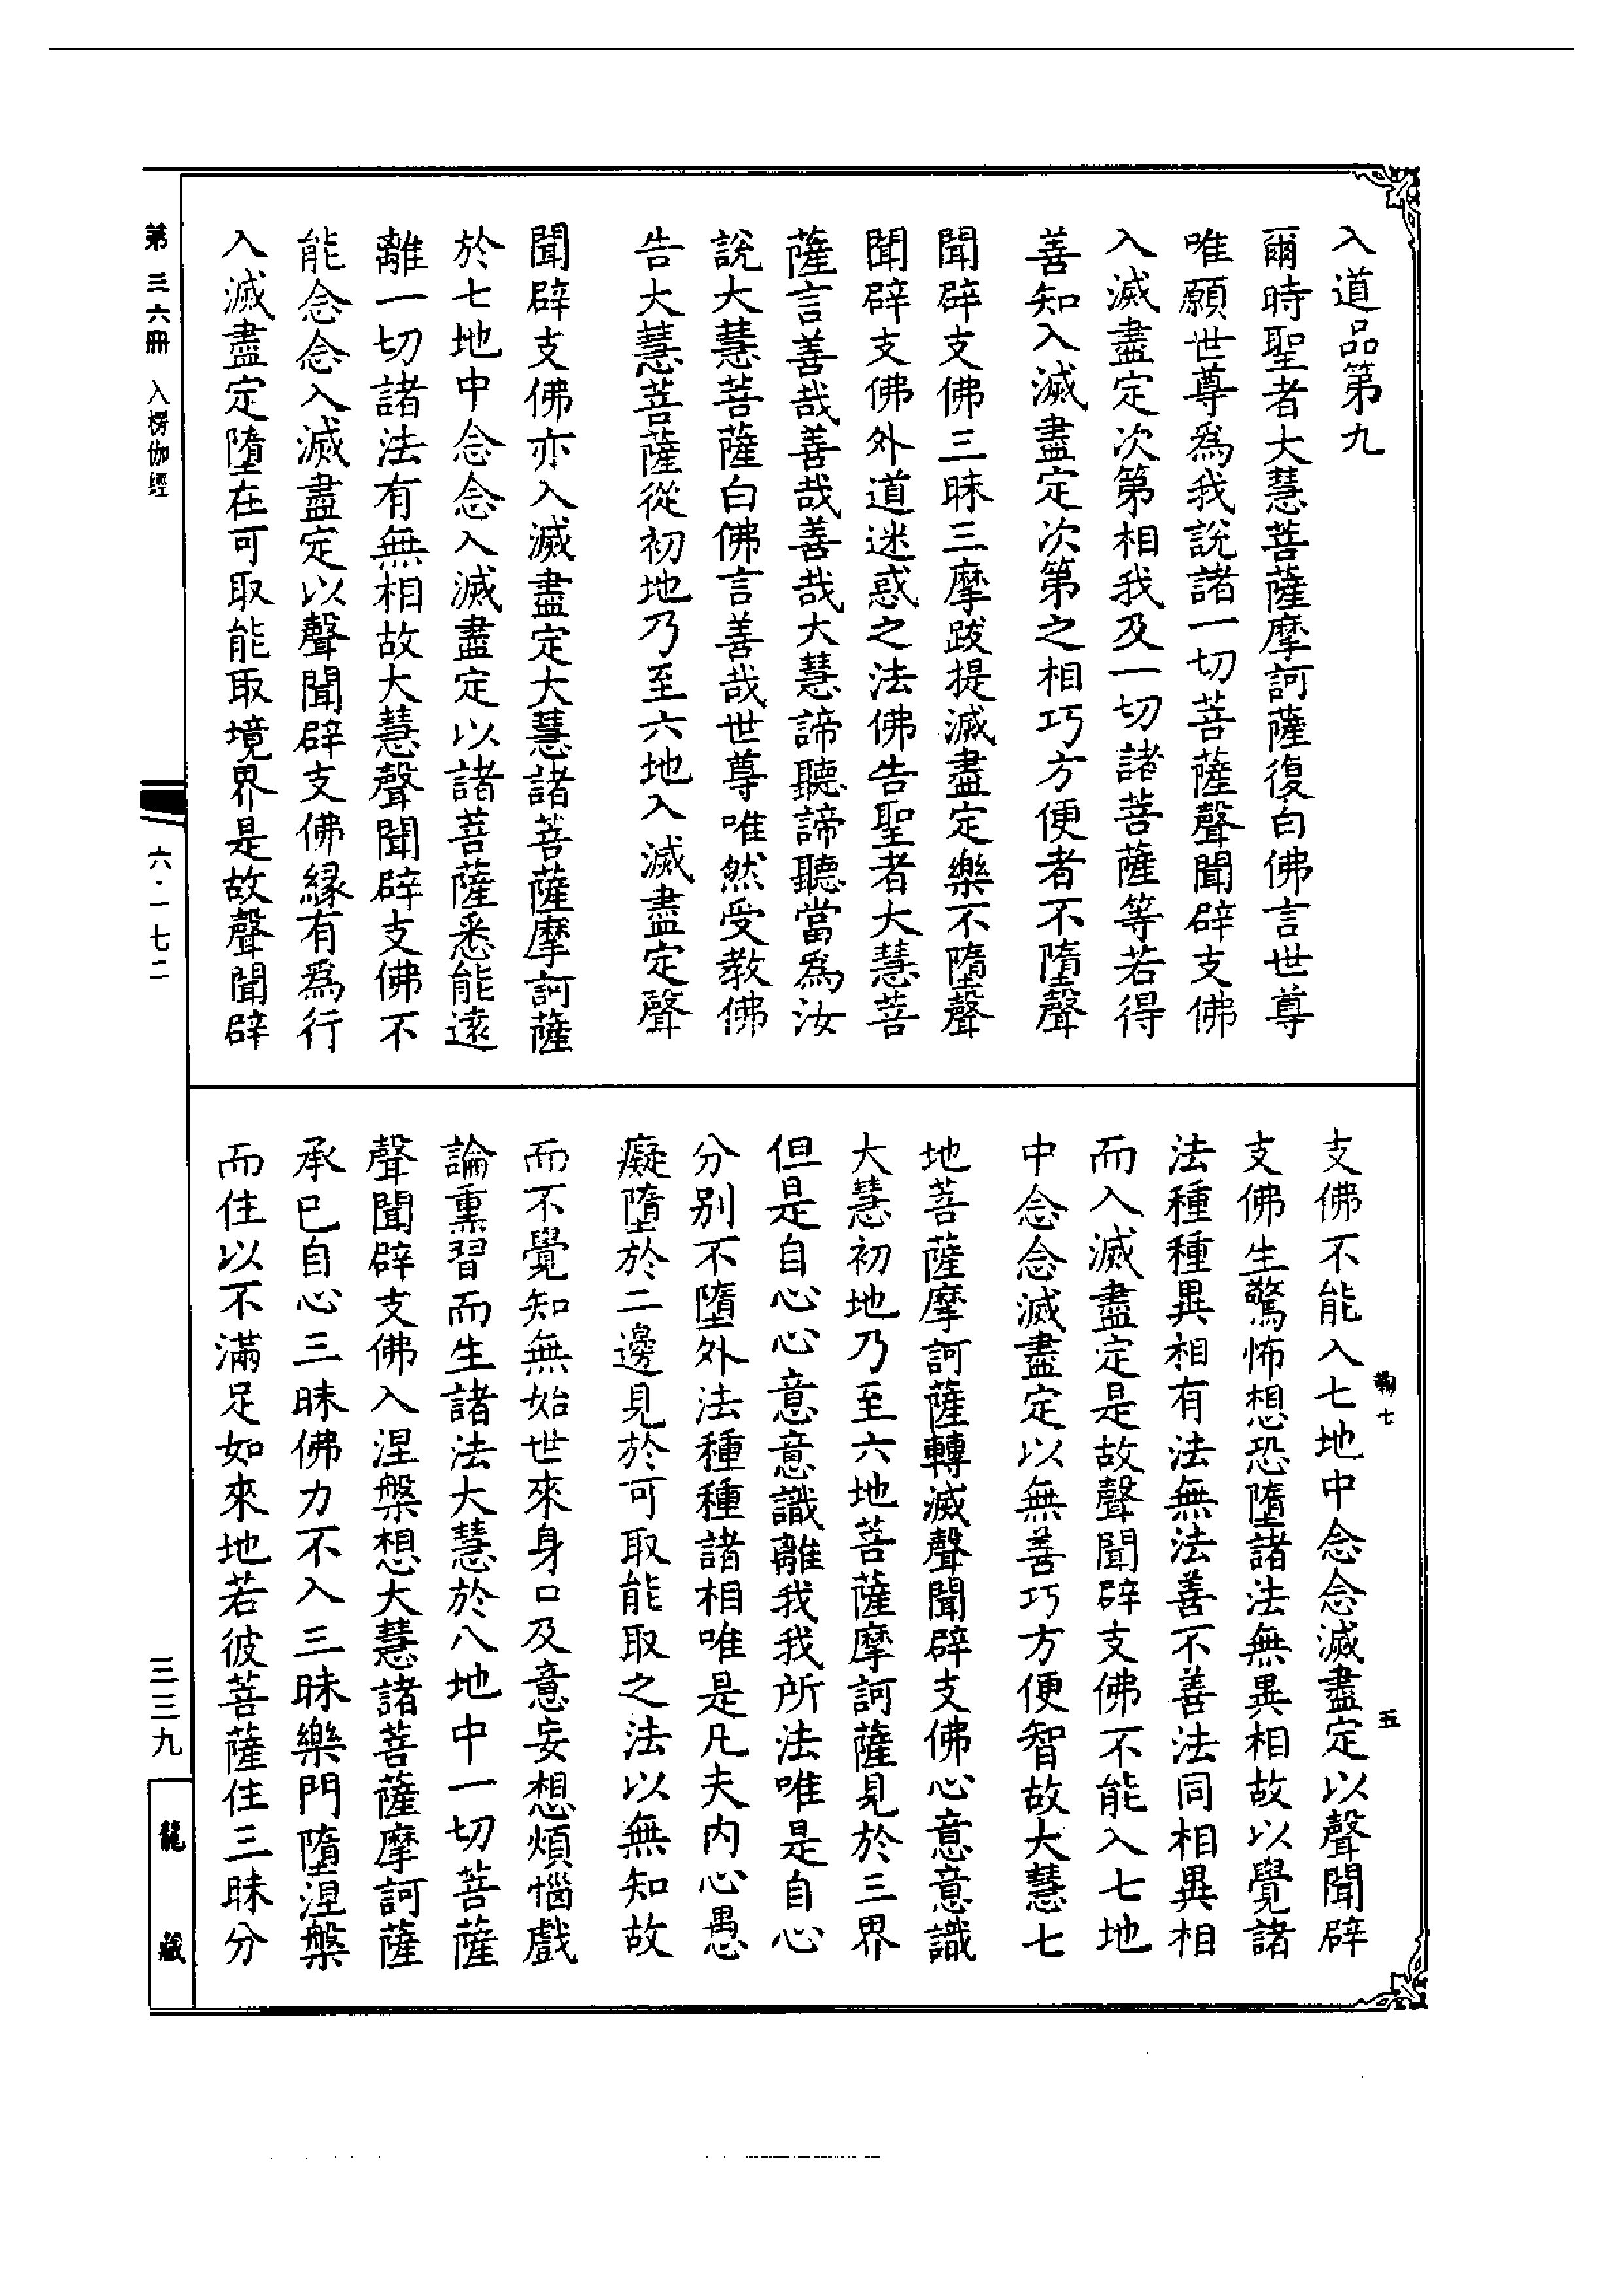 入道品第九
爾時聖者大慧菩薩摩訶薩復白佛言世尊
唯願世尊爲我說諸一切菩薩聲聞辟支佛
入滅盡定次第相我及一切諸菩薩等若得
善知入滅盡定次第之相巧方便者不墮聲
聞辟支佛三昧三摩跋提滅盡定樂不墮聲
聞辟支佛外道迷惑之法佛告聖者大慧菩
薩言善哉善哉善哉大慧諦聽諦聽當爲汝
說大慧菩薩白佛言善哉世尊唯然受教佛
告大慧菩薩從初地乃至六地入滅盡定聲
聞辟支佛亦入滅盡定大慧諸菩薩摩訶薩
於七地中念念入滅盡定以諸菩薩悉能遠
離一切諸法有無相故大慧聲聞辟支佛不
能念念入滅盡定以聲聞辟支佛緣有爲行
入滅盡定墮在可取能取境界是故聲聞辟
支佛不能入七地中念念滅盡定以聲聞辟
支佛生驚怖想恐墮諸法無異相故以覺諸
法種種異相有法無法善不善法同相異相
而入滅盡定是故聲聞辟支佛不能入七地
中念念滅盡定以無善巧方便智故大慧七
地菩薩摩訶薩轉滅聲聞辟支佛心意意識
大慧初地乃至六地菩薩摩訶薩見於三界
但是自心心意意識離我我所法唯是自心
分別不墮外法種種諸相唯是凡夫內心愚
癡墮於二邊見於可取能取之法以無知故
而不覺知無始世來身口及意妄想煩惱戲
論熏習而生諸法大慧於八地中一切菩薩
聲聞辟支佛入涅槃想大慧諸菩薩摩訶薩
承已自心三昧佛力不入三昧樂門墮涅槃
而住以不滿足如來地若彼菩薩住三昧分
鞠七
五
第三六冊 入楞伽經
六·一七二
三三九
龍藏